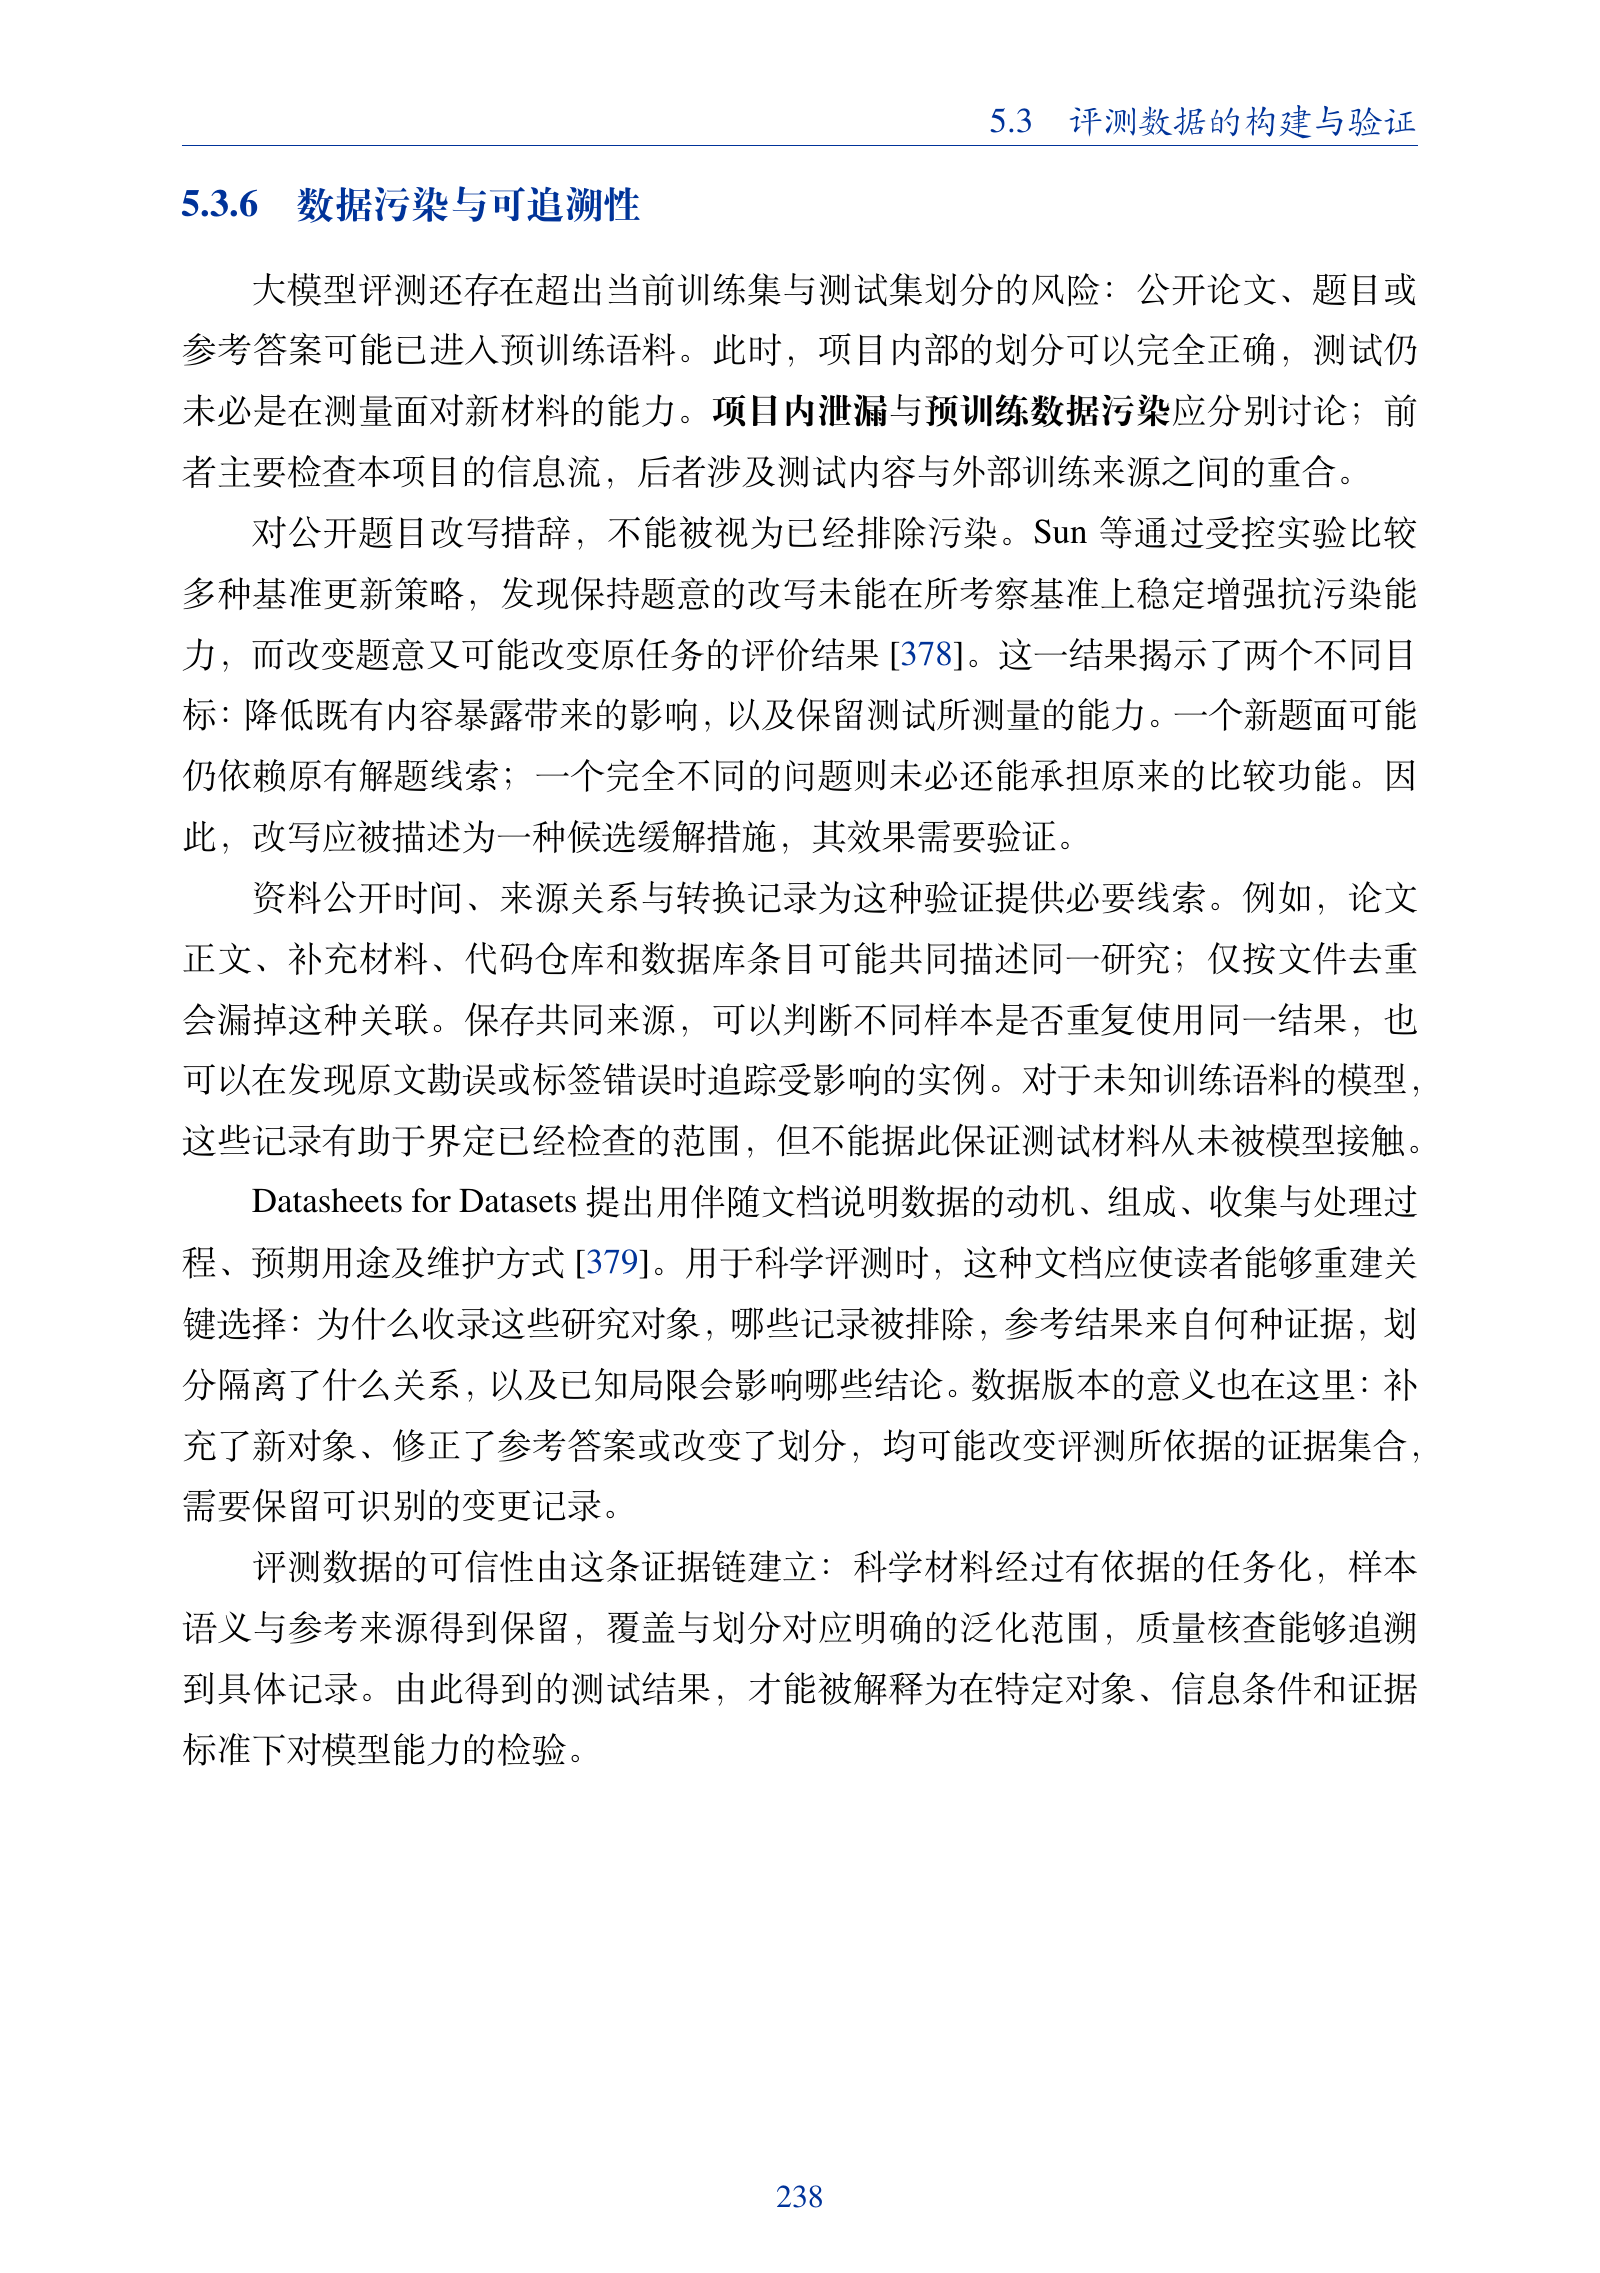 5.3 评测数据的构建与验证
5.3.6 数据污染与可追溯性
大模型评测还存在超出当前训练集与测试集划分的风险：公开论文、题目或
参考答案可能已进入预训练语料。此时，项目内部的划分可以完全正确，测试仍
未必是在测量面对新材料的能力。项目内泄漏与预训练数据污染应分别讨论；前
者主要检查本项目的信息流，后者涉及测试内容与外部训练来源之间的重合。
对公开题目改写措辞，不能被视为已经排除污染。Sun 等通过受控实验比较
多种基准更新策略，发现保持题意的改写未能在所考察基准上稳定增强抗污染能
力，而改变题意又可能改变原任务的评价结果 [378]。这一结果揭示了两个不同目
标：降低既有内容暴露带来的影响，以及保留测试所测量的能力。一个新题面可能
仍依赖原有解题线索；一个完全不同的问题则未必还能承担原来的比较功能。因
此，改写应被描述为一种候选缓解措施，其效果需要验证。
资料公开时间、来源关系与转换记录为这种验证提供必要线索。例如，论文
正文、补充材料、代码仓库和数据库条目可能共同描述同一研究；仅按文件去重
会漏掉这种关联。保存共同来源，可以判断不同样本是否重复使用同一结果，也
可以在发现原文勘误或标签错误时追踪受影响的实例。对于未知训练语料的模型，
这些记录有助于界定已经检查的范围，但不能据此保证测试材料从未被模型接触。
Datasheets for Datasets 提出用伴随文档说明数据的动机、组成、收集与处理过
程、预期用途及维护方式 [379]。用于科学评测时，这种文档应使读者能够重建关
键选择：为什么收录这些研究对象，哪些记录被排除，参考结果来自何种证据，划
分隔离了什么关系，以及已知局限会影响哪些结论。数据版本的意义也在这里：补
充了新对象、修正了参考答案或改变了划分，均可能改变评测所依据的证据集合，
需要保留可识别的变更记录。
评测数据的可信性由这条证据链建立：科学材料经过有依据的任务化，样本
语义与参考来源得到保留，覆盖与划分对应明确的泛化范围，质量核查能够追溯
到具体记录。由此得到的测试结果，才能被解释为在特定对象、信息条件和证据
标准下对模型能力的检验。
238